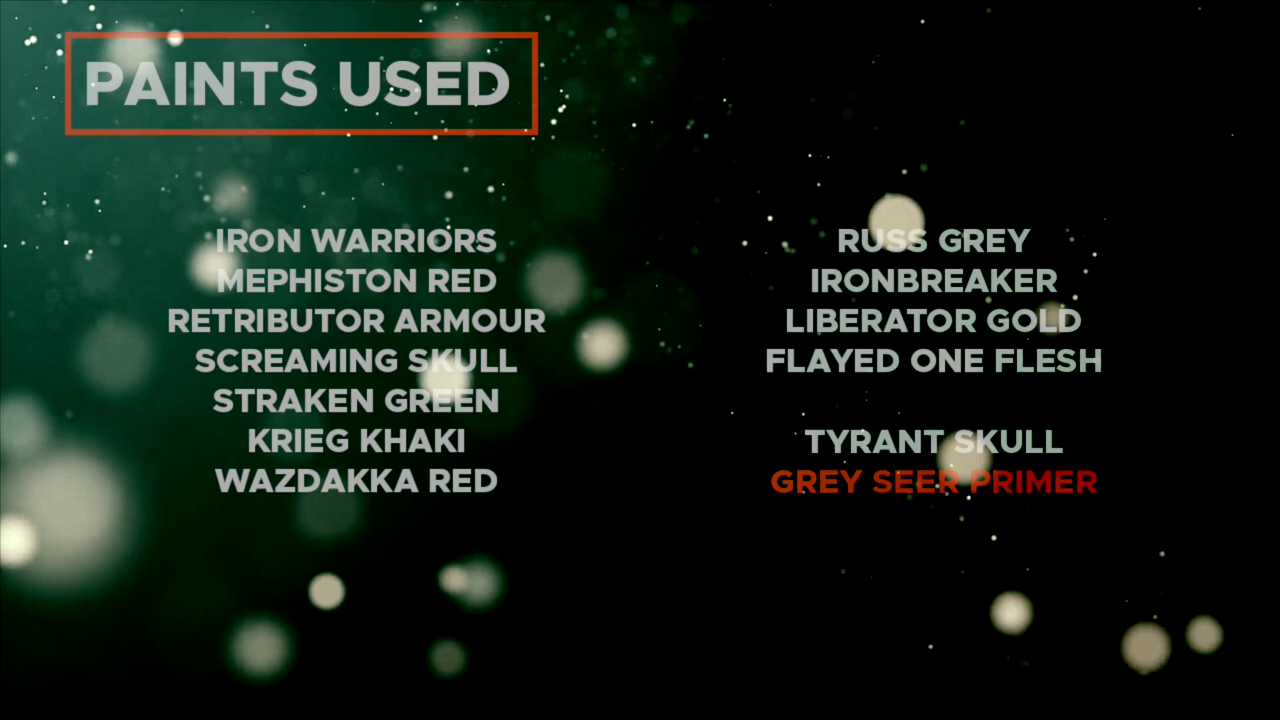 PAINTS USED
IRON WARRIORS
MEPHISTON RED
RETRIBUTOR ARMOUR
SCREAMING SKULL
STRAKEN GREEN
KRIEG KHAKI
WAZDAKKA RED
RUSS GREY
IRONBREAKER
LIBERATOR GOLD
FLAYED ONE FLESH
TYRANT SKULL
GREY SEER PRIMER